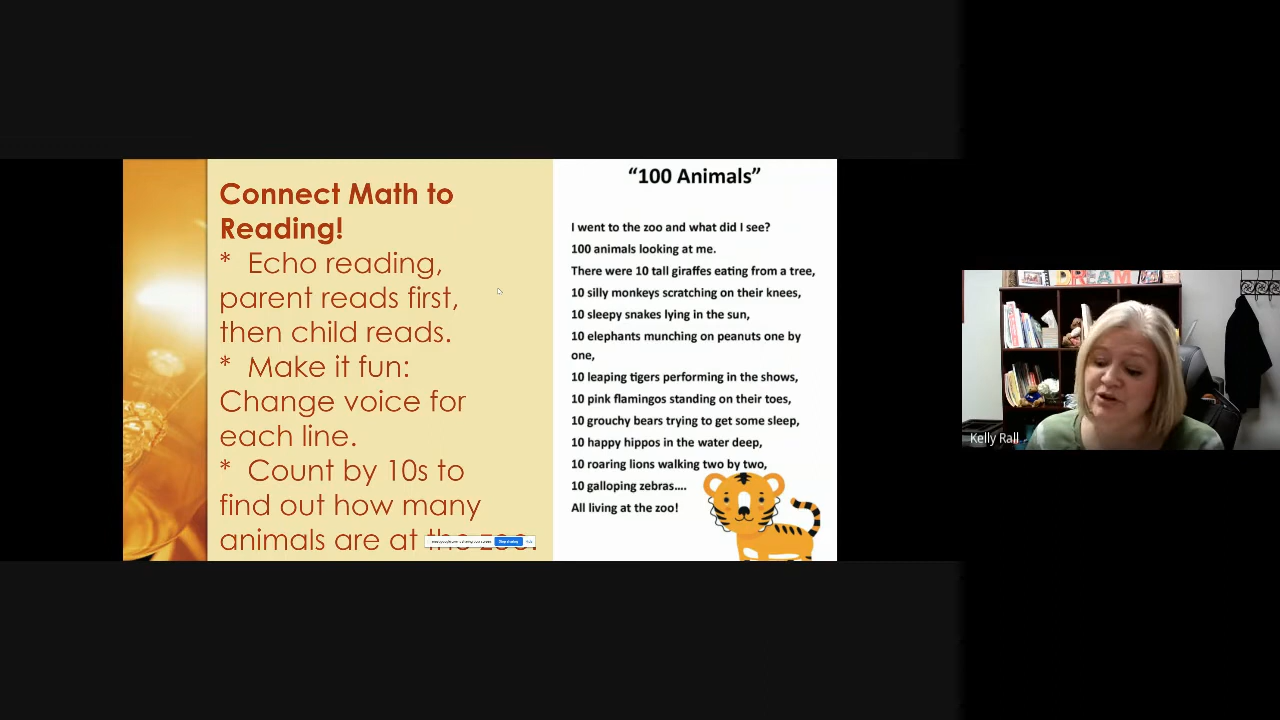 Connect Math to
Reading!
* Echo reading,
parent reads first,
then child reads.
* Make it fun:
Change voice for
each line.
* Count by 10s to
find out how many
animals are at the zoo.
Stop sharing
Hide
“100 Animals”
I went to the zoo and what did I see?
100 animals looking at me.
There were 10 tall giraffes eating from a tree,
10 silly monkeys scratching on their knees,
10 sleepy snakes lying in the sun,
10 elephants munching on peanuts one by
one,
10 leaping tigers performing in the shows,
10 pink flamingos standing on their toes,
10 grouchy bears trying to get some sleep,
10 happy hippos in the water deep,
10 roaring lions walking two by two,
10 galloping zebras....
All living at the zoo!
DREAM
Kelly Rall